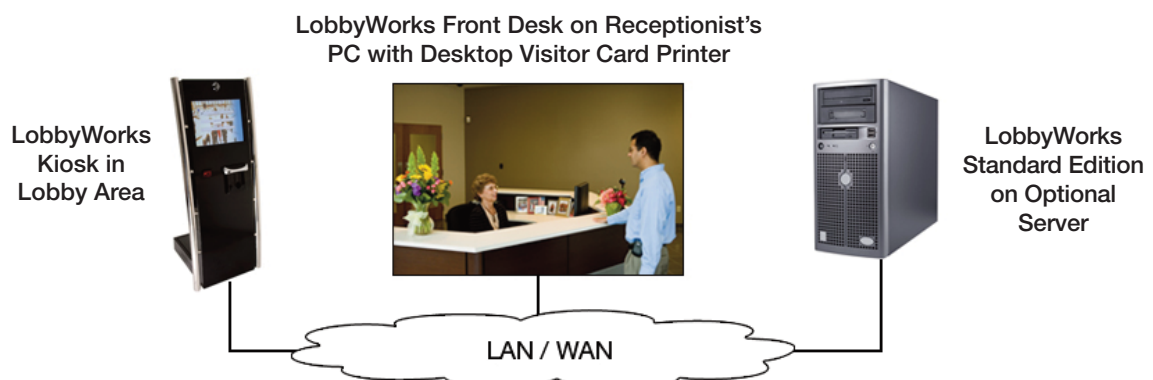 LobbyWorks Front Desk on Receptionist's
PC with Desktop Visitor Card Printer
LobbyWorks
Kiosk in
Lobby Area
LobbyWorks
Standard Edition
on Optional
Server
LAN / WAN